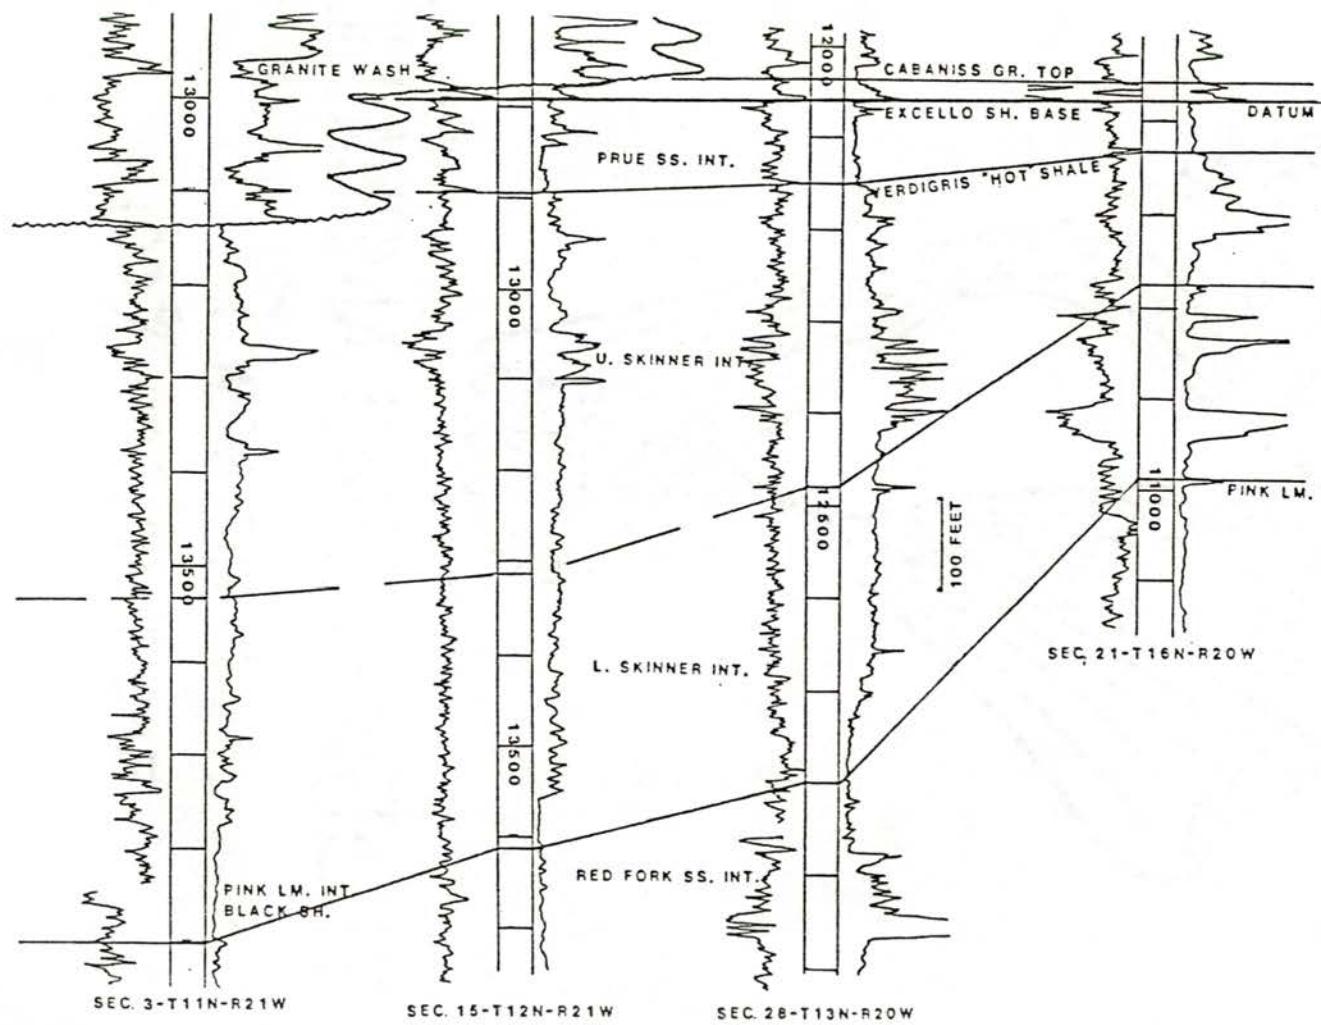 12000
GRANITE WASH
CABANISS GR. TOP
13000
EXCELLO SH. BASE
DATUM
PRUE SS. INT.
VERDIGRIS "HOT" SHALE
13000
U. SKINNER INT.
11000
PINK LM.
12500
100 FEET
13500
SEC. 21-T16N-R20W
L. SKINNER INT.
13500
RED FORK SS. INT.
PINK LM. INT.
BLACK SH.
SEC. 3-T11N-R21W
SEC. 15-T12N-R21W
SEC. 28-T13N-R20W